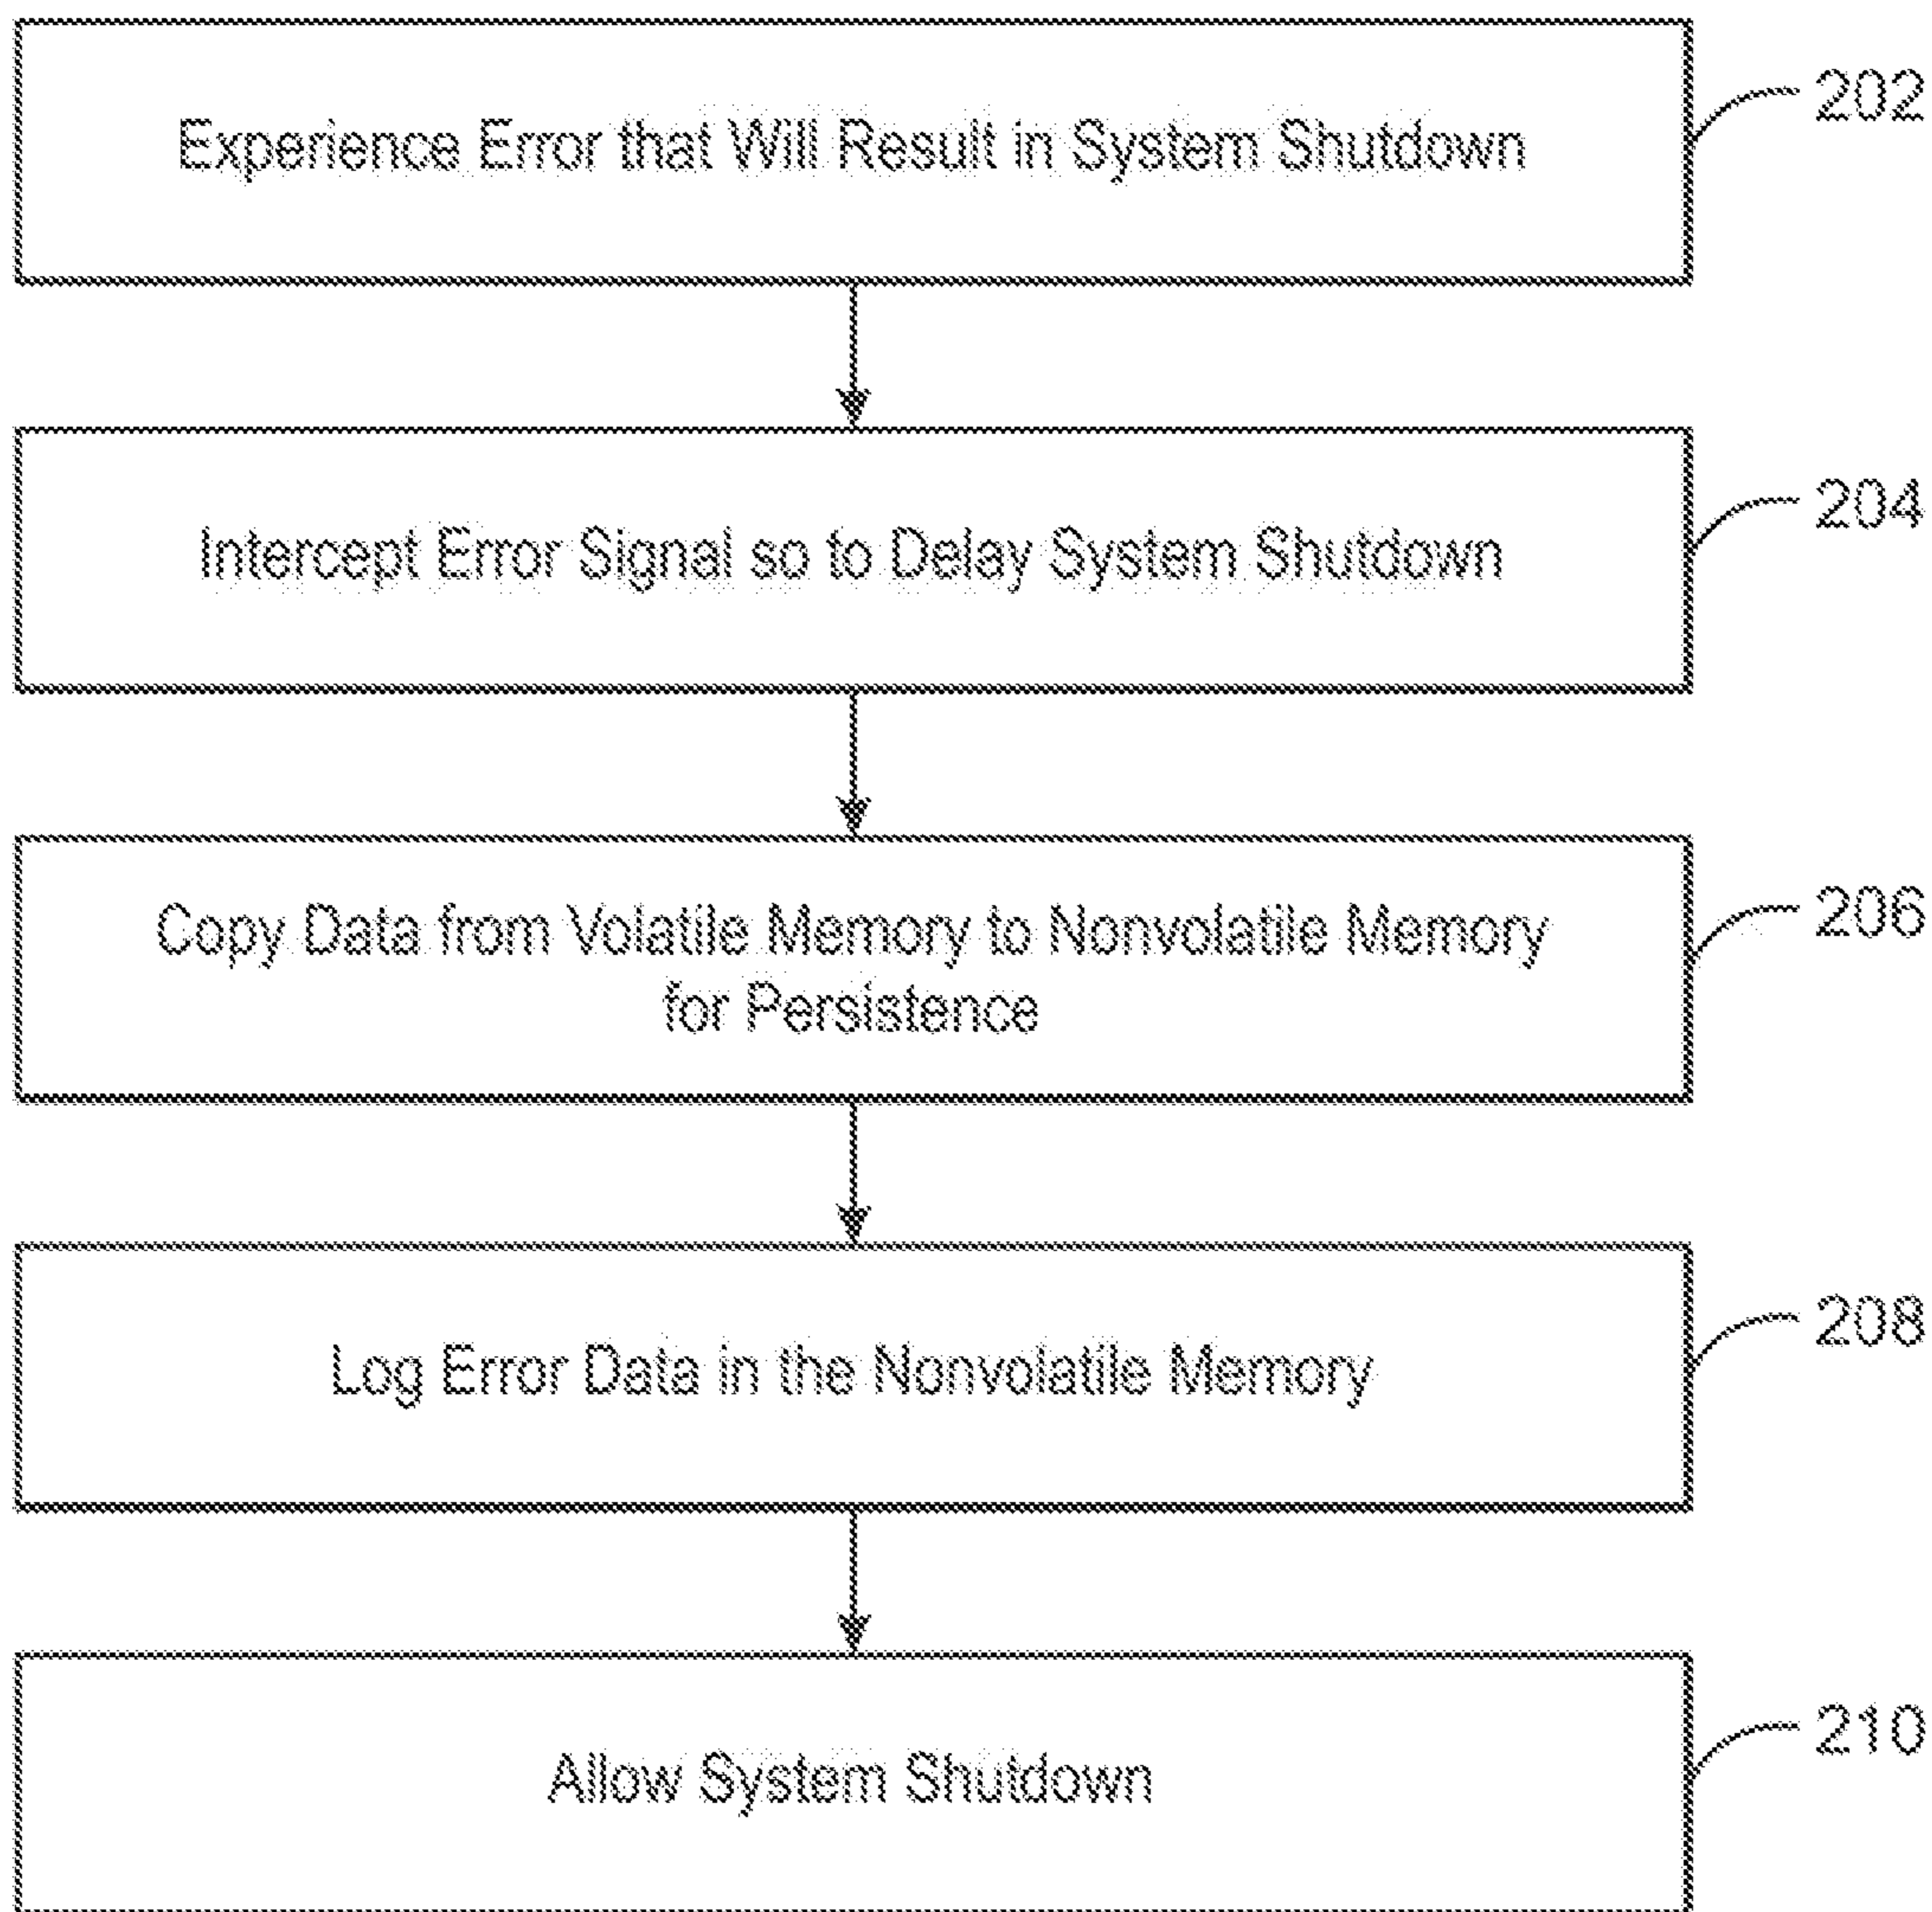 Experience Error that Will Result in System Shutdown
202
Intercept Error Signal so to Delay System Shutdown
204
Copy Data from Volatile Memory to Nonvolatile Memory
for Persistence
206
Log Error Data in the Nonvolatile Memory
208
Allow System Shutdown
210